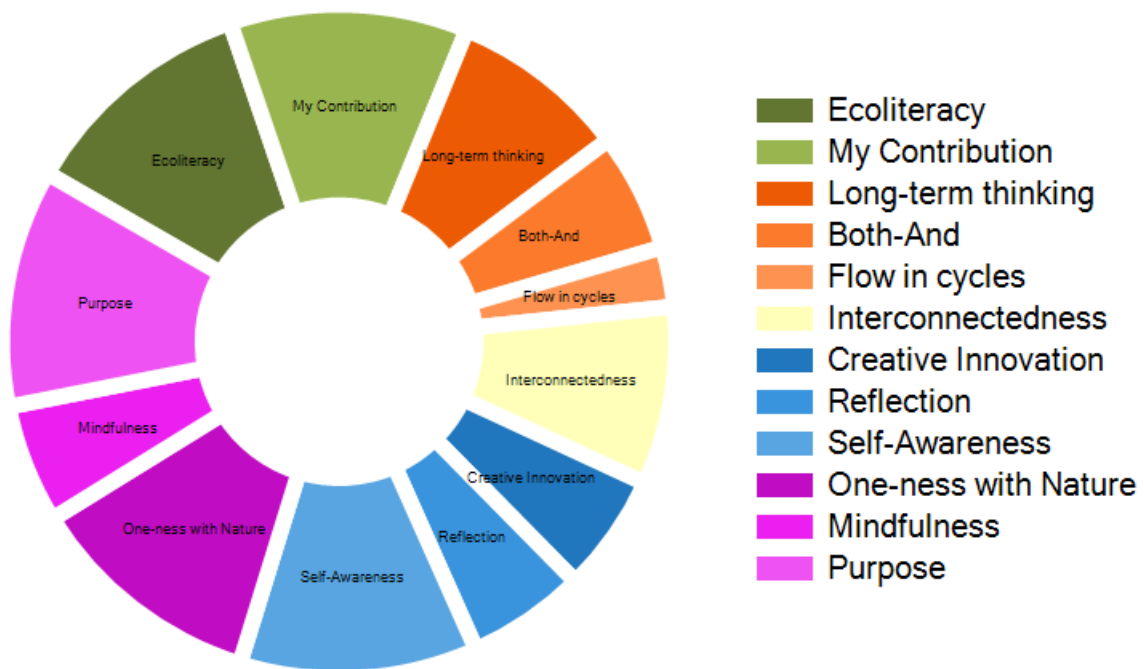 My Contribution
Ecoliteracy
Long-term thinking
Both-And
Purpose
Flow in cycles
Interconnectedness
Mindfulness
Creative Innovation
One-ness with Nature
Reflection
Self-Awareness
Ecoliteracy
My Contribution
Long-term thinking
Both-And
Flow in cycles
Interconnectedness
Creative Innovation
Reflection
Self-Awareness
One-ness with Nature
Mindfulness
Purpose